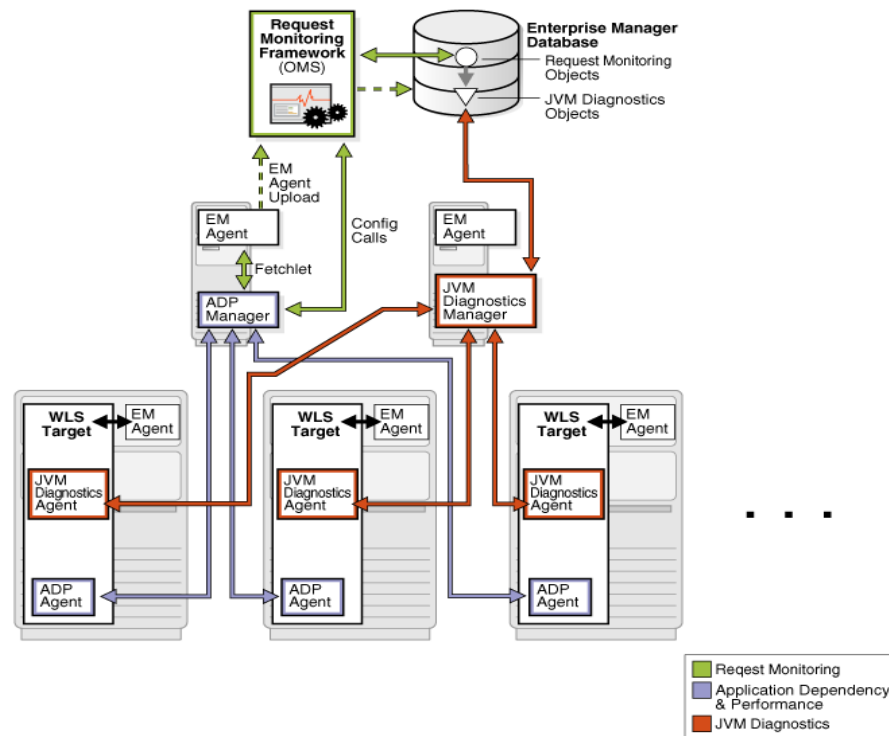 Request
Monitoring
Framework
(OMS)
Enterprise Manager
Database
Request Monitoring
Objects
JVM Diagnostics
Objects
EM
Agent
Upload
Config
Calls
EM
Agent
Fetchlet
ADP
Manager
EM
Agent
JVM
Diagnostics
Manager
WLS
Target
EM
Agent
JVM
Diagnostics
Agent
ADP
Agent
WLS
Target
EM
Agent
JVM
Diagnostics
Agent
ADP
Agent
WLS
Target
EM
Agent
JVM
Diagnostics
Agent
ADP
Agent
. . .
Reqest Monitoring
Application Dependency
& Performance
JVM Diagnostics